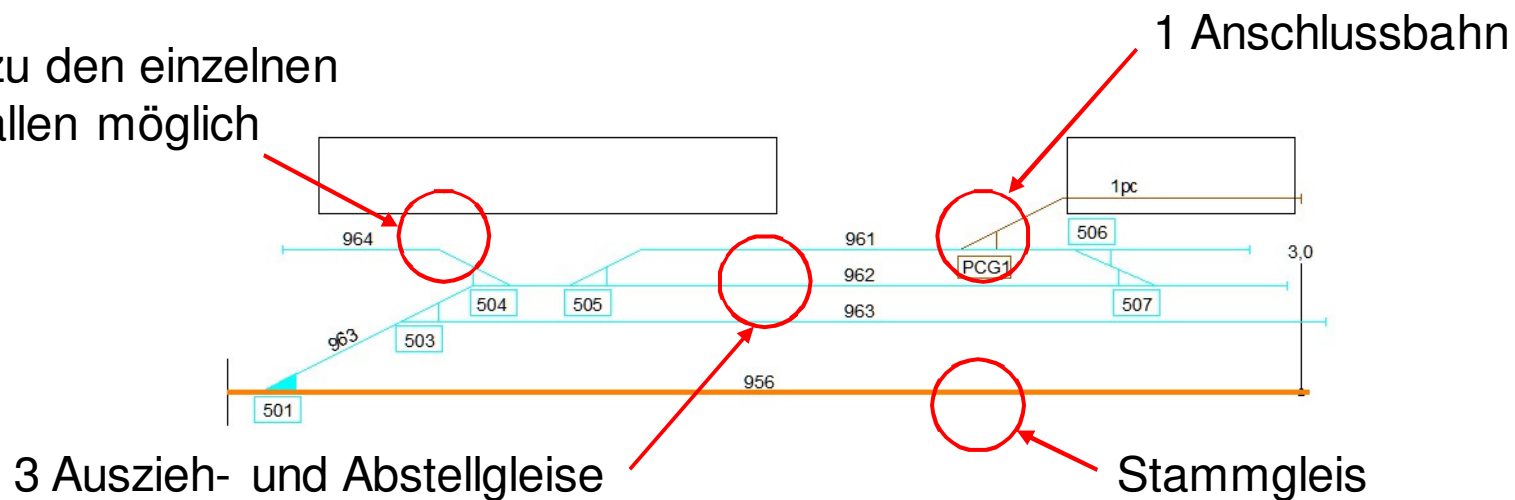 1 Anschlussbahn
zu den einzelnen
allen möglich
1pc
964
961
506
3,0
PCG1
962
504
505
507
963
963
503
956
501
3 Auszieh- und Abstellgleise
Stammgleis